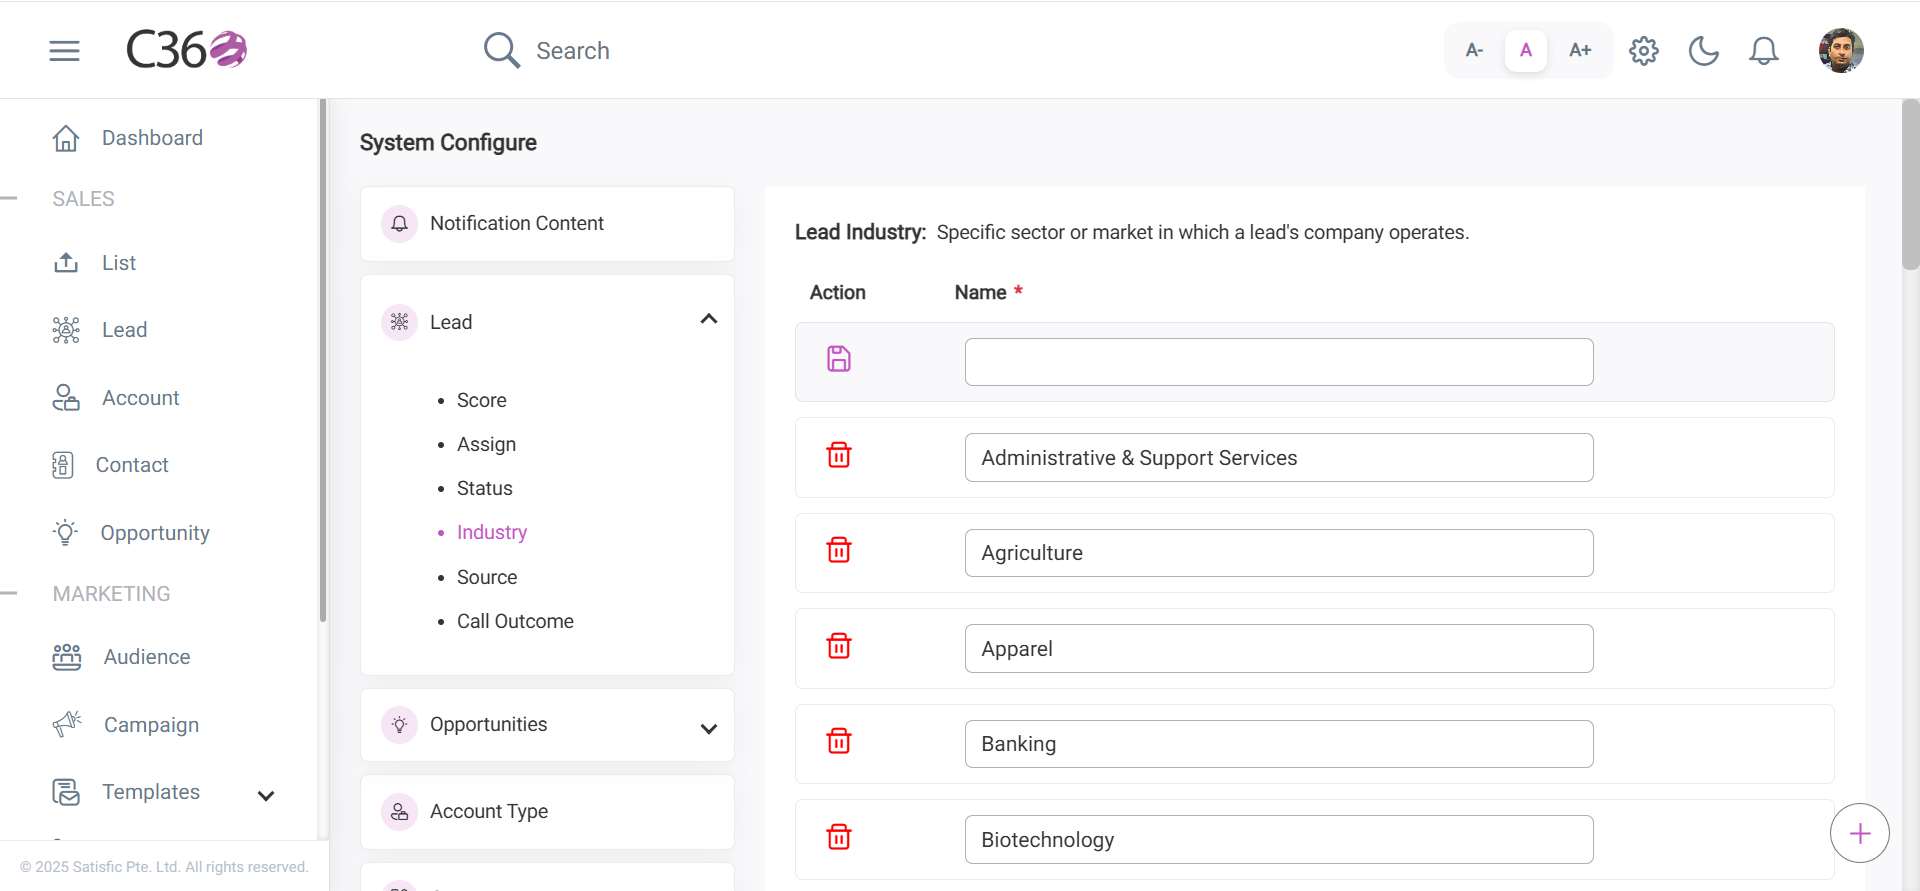 C360
Search
A- A A+
Dashboard
SALES
List
Lead
Account
Contact
Opportunity
MARKETING
Audience
Campaign
Templates
© 2025 Satisfic Pte. Ltd. All rights reserved.
System Configure
Notification Content
Lead
• Score
• Assign
• Status
• Industry
• Source
• Call Outcome
Opportunities
Account Type
Lead Industry: Specific sector or market in which a lead's company operates.
Action Name *
Administrative & Support Services
Agriculture
Apparel
Banking
Biotechnology